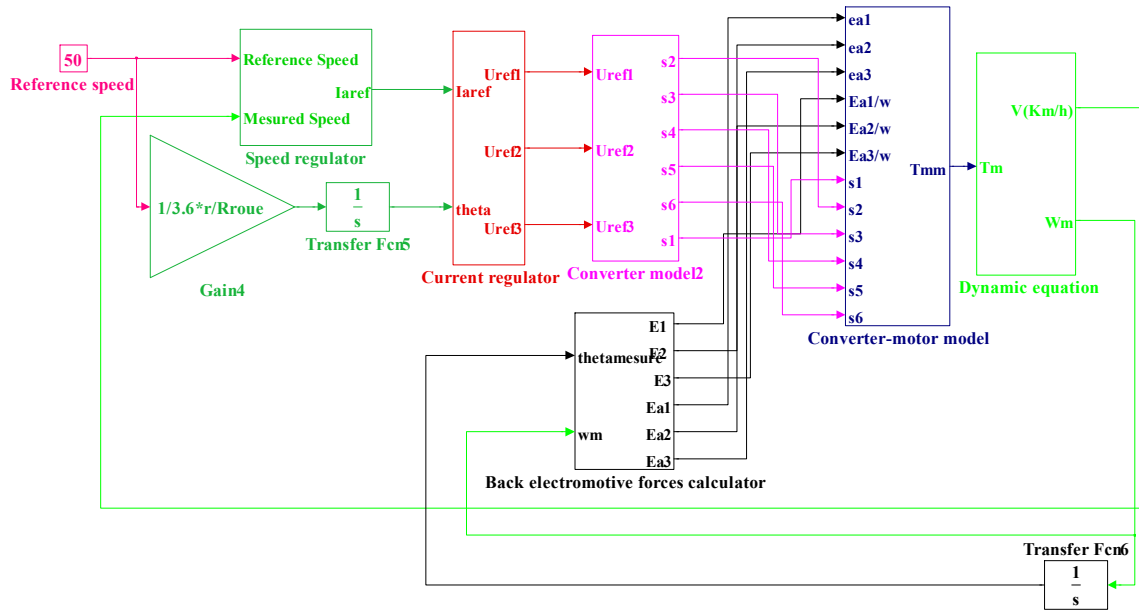 50
Reference speed
Reference Speed
Iaref
Mesured Speed
Speed regulator
1/3.6*r/Rroue
Gain4
1
s
Transfer Fcn5
Iaref
theta
Uref1
Uref2
Uref3
Current regulator
Uref1
Uref2
Uref3
s2
s3
s4
s5
s6
s1
Converter model2
ea1
ea2
ea3
Ea1/w
Ea2/w
Ea3/w
s1
s2
s3
s4
s5
s6
Tmm
Converter-motor model
V(Km/h)
Tm
Wm
Dynamic equation
thetamesuré
wm
E1
E2
E3
Ea1
Ea2
Ea3
Back electromotive forces calculator
Transfer Fcn6
1
s